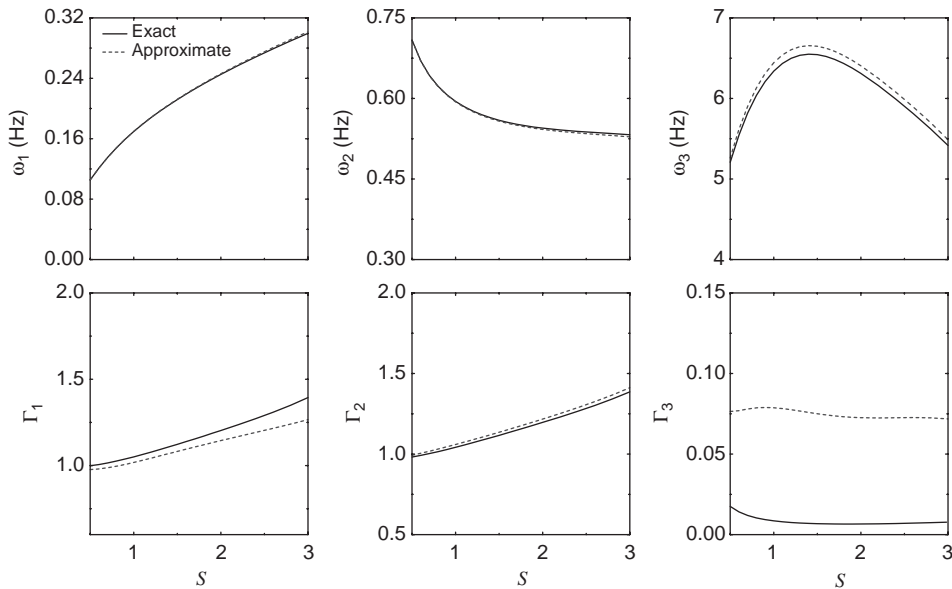 0.32
0.24
0.16
0.08
0.00
ω1 (Hz)
Exact
Approximate
0.75
0.60
0.45
0.30
ω2 (Hz)
7
6
5
4
ω3 (Hz)
2.0
1.5
1.0
Γ1
1 2 3
S
2.0
1.5
1.0
0.5
Γ2
1 2 3
S
0.15
0.10
0.05
0.00
Γ3
1 2 3
S